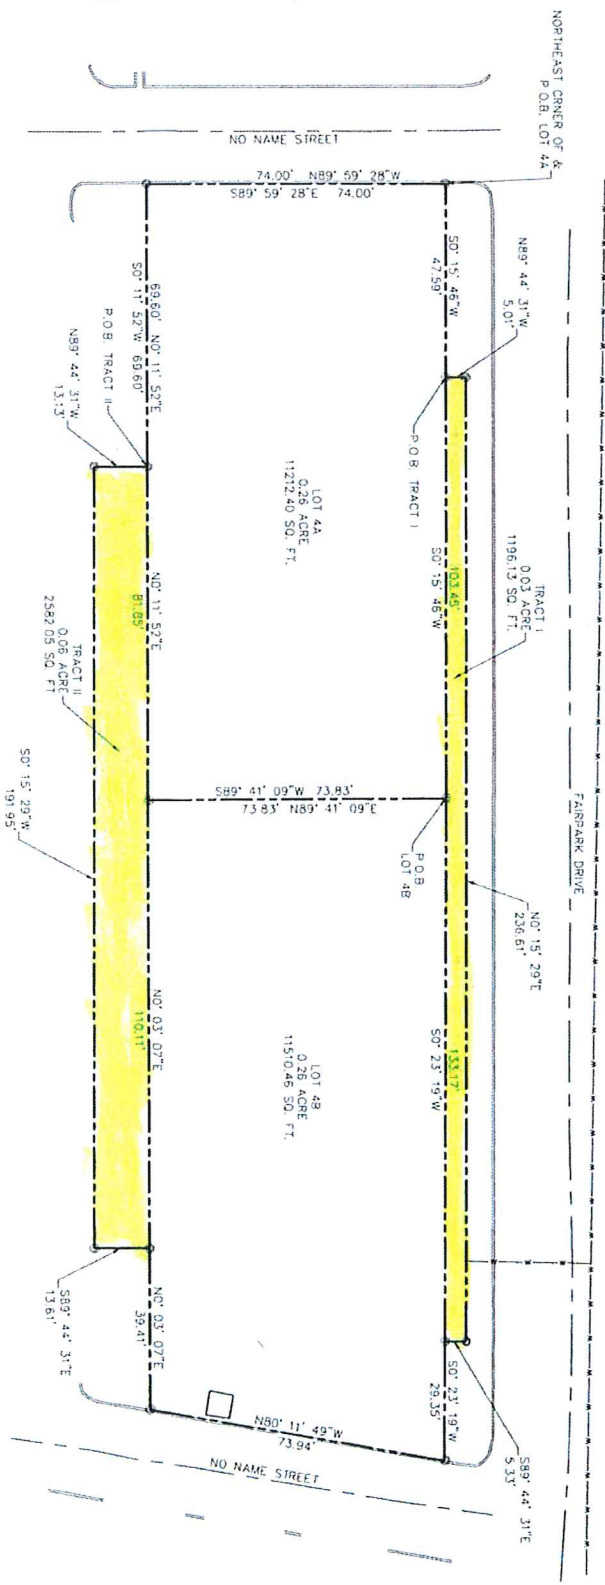 NORTHEAST CRNER OF &
P.O.B. LOT 4A
NO NAME STREET
74.00' N89° 59' 28"W
S89° 59' 28"E 74.00'
N89° 44' 31"W
5.01'
S0° 15' 46"W
47.59'
69.60' N0° 11' 52"E
S0° 11' 52"W 69.60'
P.O.B. TRACT II
N89° 44' 31"W
13.13'
P.O.B. TRACT I
LOT 4A
0.26 ACRE
11212.40 SQ. FT.
TRACT I
0.03 ACRE
1196.13 SQ. FT.
103.45'
S0° 15' 46"W
N0° 11' 52"E
81.85'
TRACT II
0.06 ACRE
2582.05 SQ. FT
S0° 15' 29"W
191.95'
S89° 41' 09"W 73.83'
73.83' N89° 41' 09"E
P.O.B
LOT 4B
FAIRPARK DRIVE
N0° 15' 29"E
236.61'
133.17'
S0° 23' 19"W
LOT 4B
0.26 ACRE
11510.46 SQ. FT.
N0° 03' 07"E
110.11'
S89° 44' 31"E
13.61'
N0° 03' 07"E
39.41'
S0° 23' 19"W
29.35'
S89° 44' 31"E
5.33'
N80° 11' 49"W
73.94'
NO NAME STREET